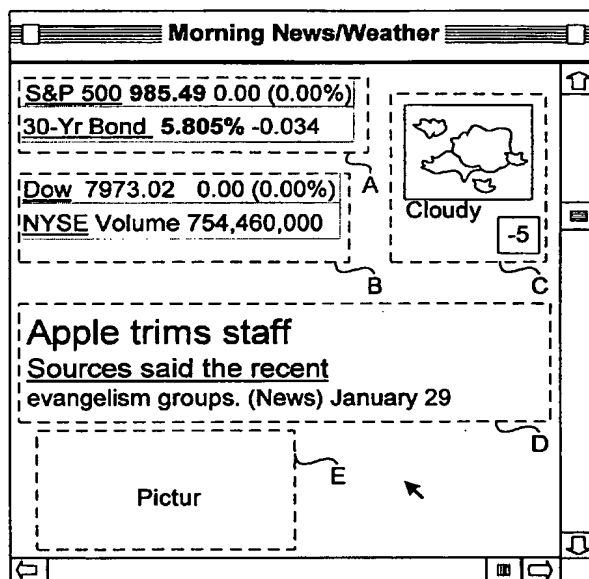 Morning News/Weather
S&P 500 985.49 0.00 (0.00%)
30-Yr Bond 5.805% -0.034
A
Dow 7973.02 0.00 (0.00%)
NYSE Volume 754,460,000
B
Cloudy
-5
C
Apple trims staff
Sources said the recent
evangelism groups. (News) January 29
D
Pictur
E